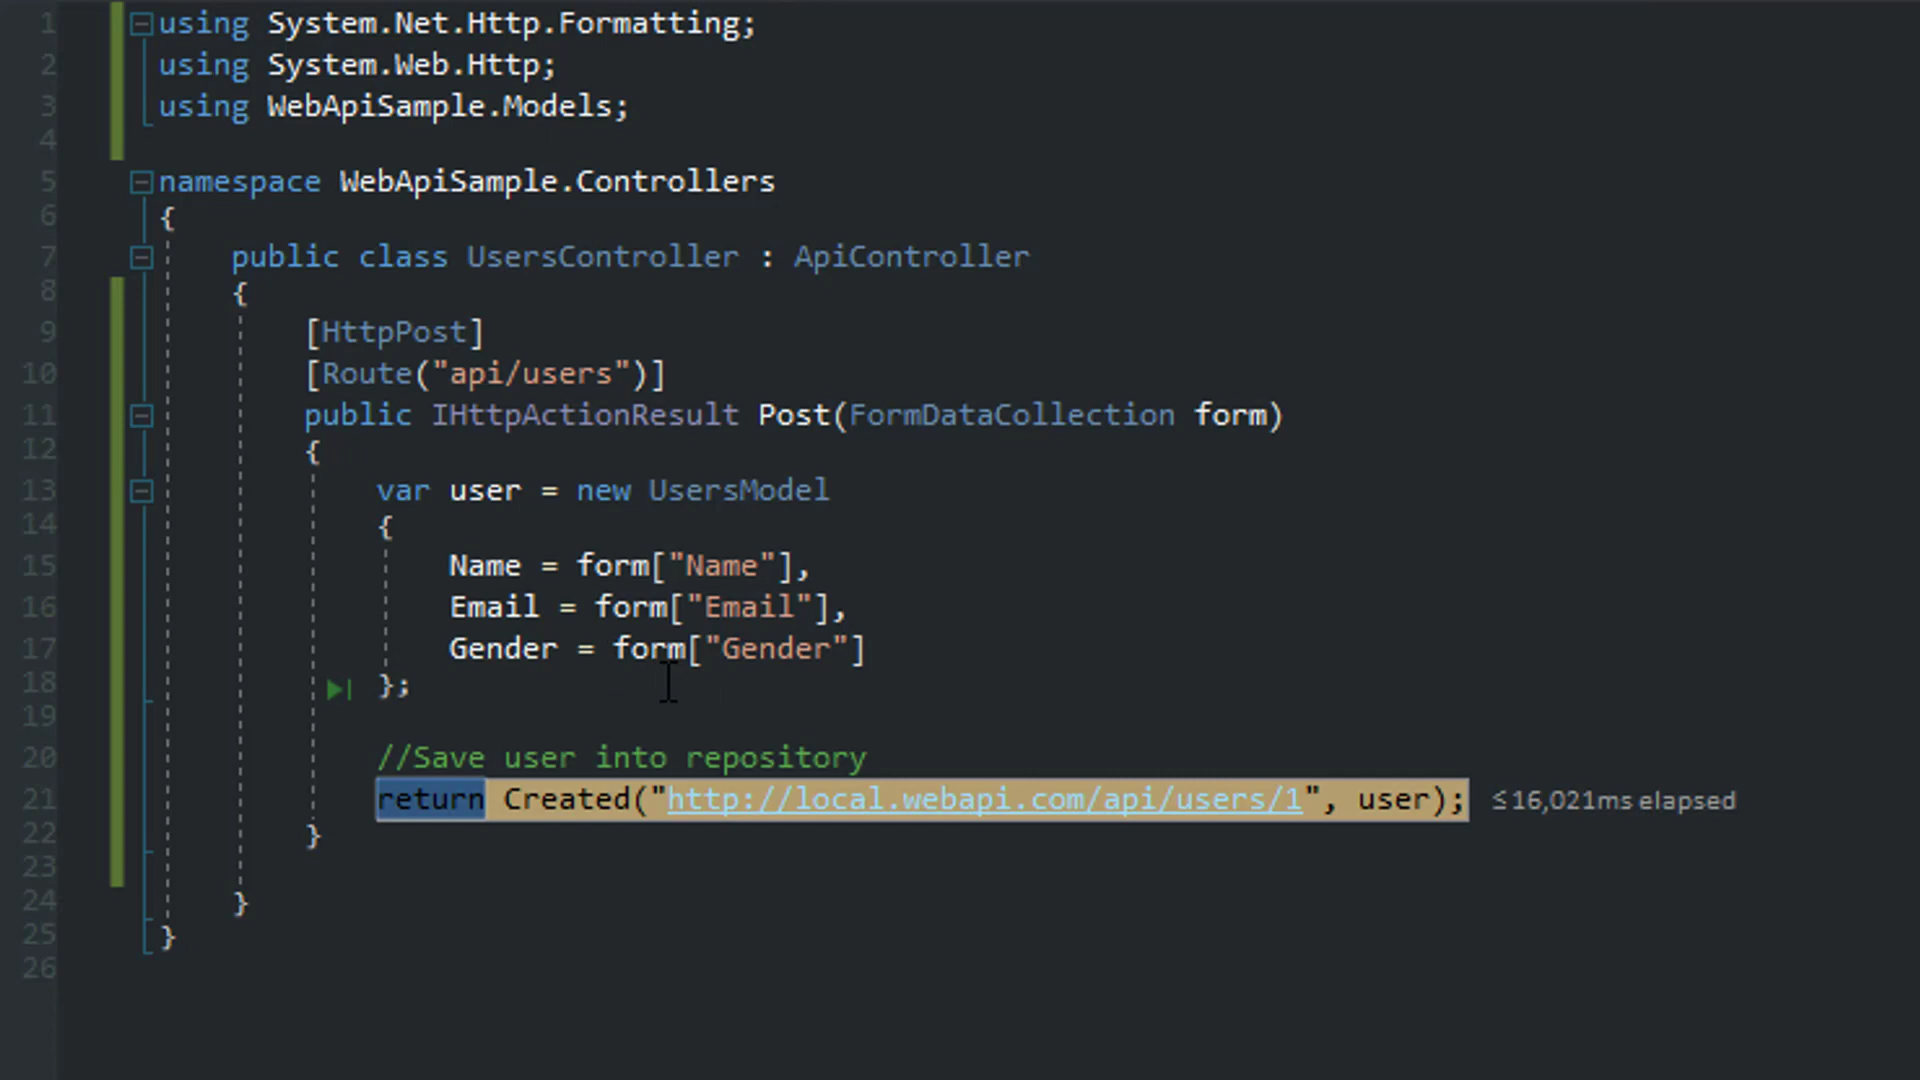 1 using System.Net.Http.Formatting;
2 using System.Web.Http;
3 using WebApiSample.Models;
4
5 namespace WebApiSample.Controllers
6 {
7 public class UsersController : ApiController
8 {
9 [HttpPost]
10 [Route("api/users")]
11 public IHttpActionResult Post(FormDataCollection form)
12 {
13 var user = new UsersModel
14 {
15 Name = form["Name"],
16 Email = form["Email"],
17 Gender = form["Gender"]
18 };
19
20 //Save user into repository
21 return Created("http://local.webapi.com/api/users/1", user); ≤16,021ms elapsed
22 }
23
24 }
25 }
26